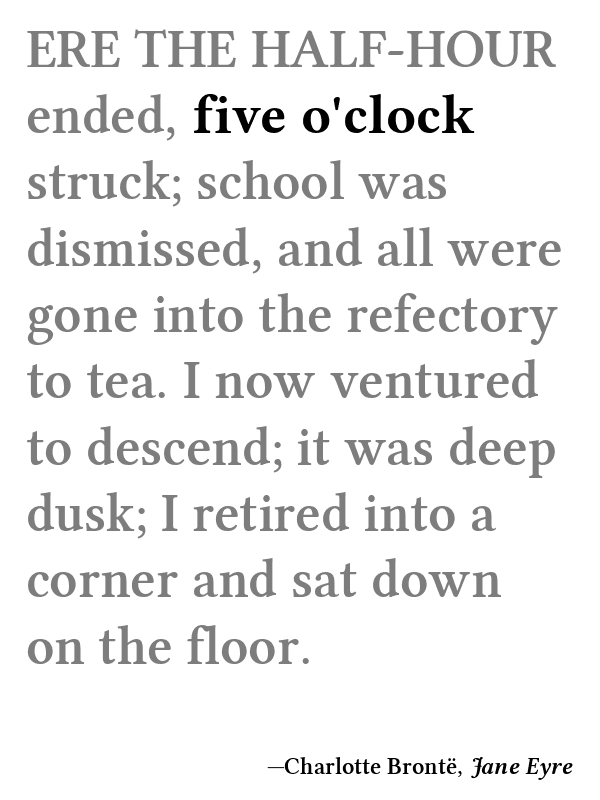 ERE THE HALF-HOUR
ended, five o'clock
struck; school was
dismissed, and all were
gone into the refectory
to tea. I now ventured
to descend; it was deep
dusk; I retired into a
corner and sat down
on the floor.
—Charlotte Brontë, Jane Eyre